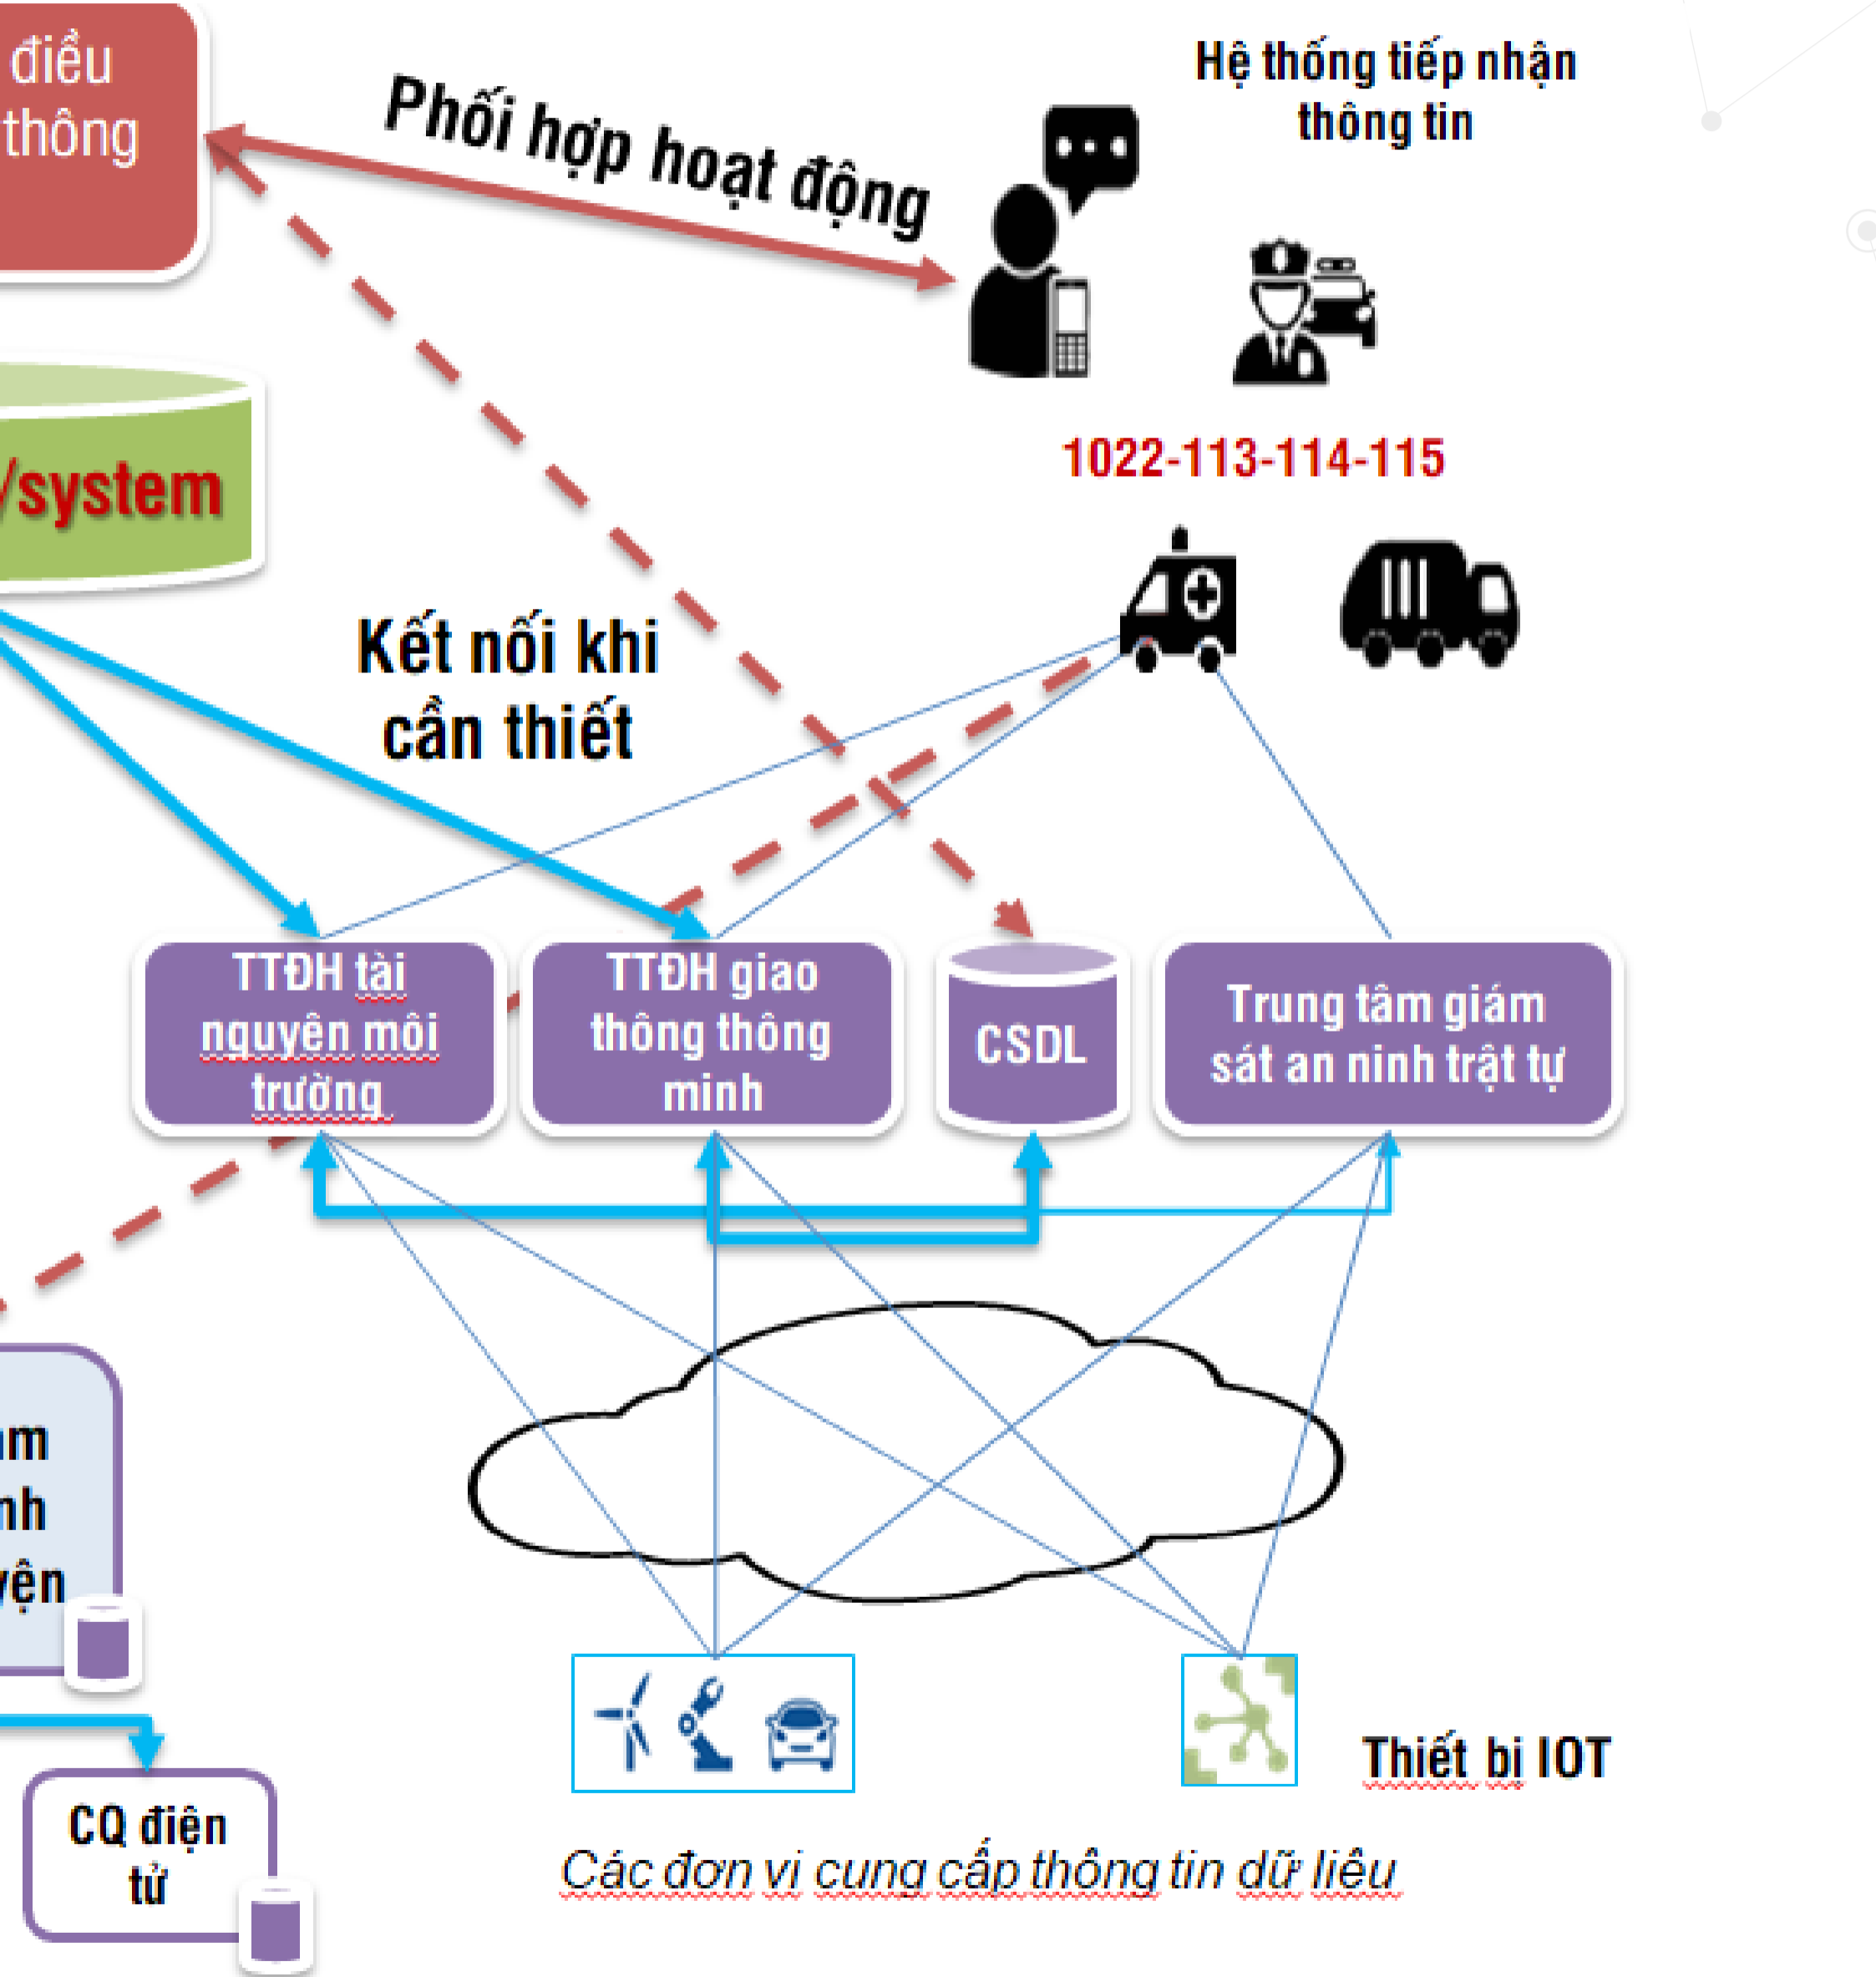 điều
thông
Phối hợp hoạt động
Hệ thống tiếp nhận
thông tin
/system
1022-113-114-115
Kết nối khi
cần thiết
TTĐH tài
nguyên môi
trường
TTĐH giao
thông thông
minh
CSDL
Trung tâm giám
sát an ninh trật tự
CQ điện
tử
Thiết bị IOT
Các đơn vị cung cấp thông tin dữ liệu